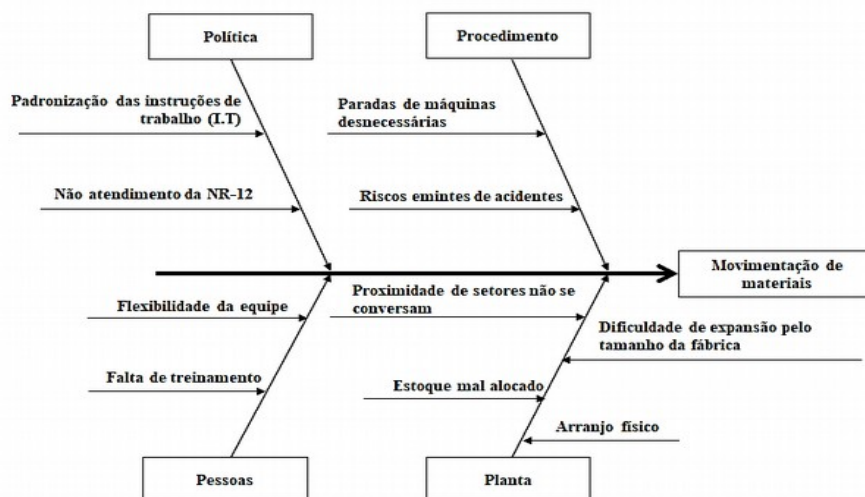 Política
Procedimento
Padronização das instruções de
trabalho (I.T)
Paradas de máquinas
desnecessárias
Não atendimento da NR-12
Riscos emintes de acidentes
Movimentação de
materiais
Flexibilidade da equipe
Proximidade de setores não se
conversam
Dificuldade de expansão pelo
tamanho da fábrica
Falta de treinamento
Estoque mal alocado
Arranjo físico
Pessoas
Planta